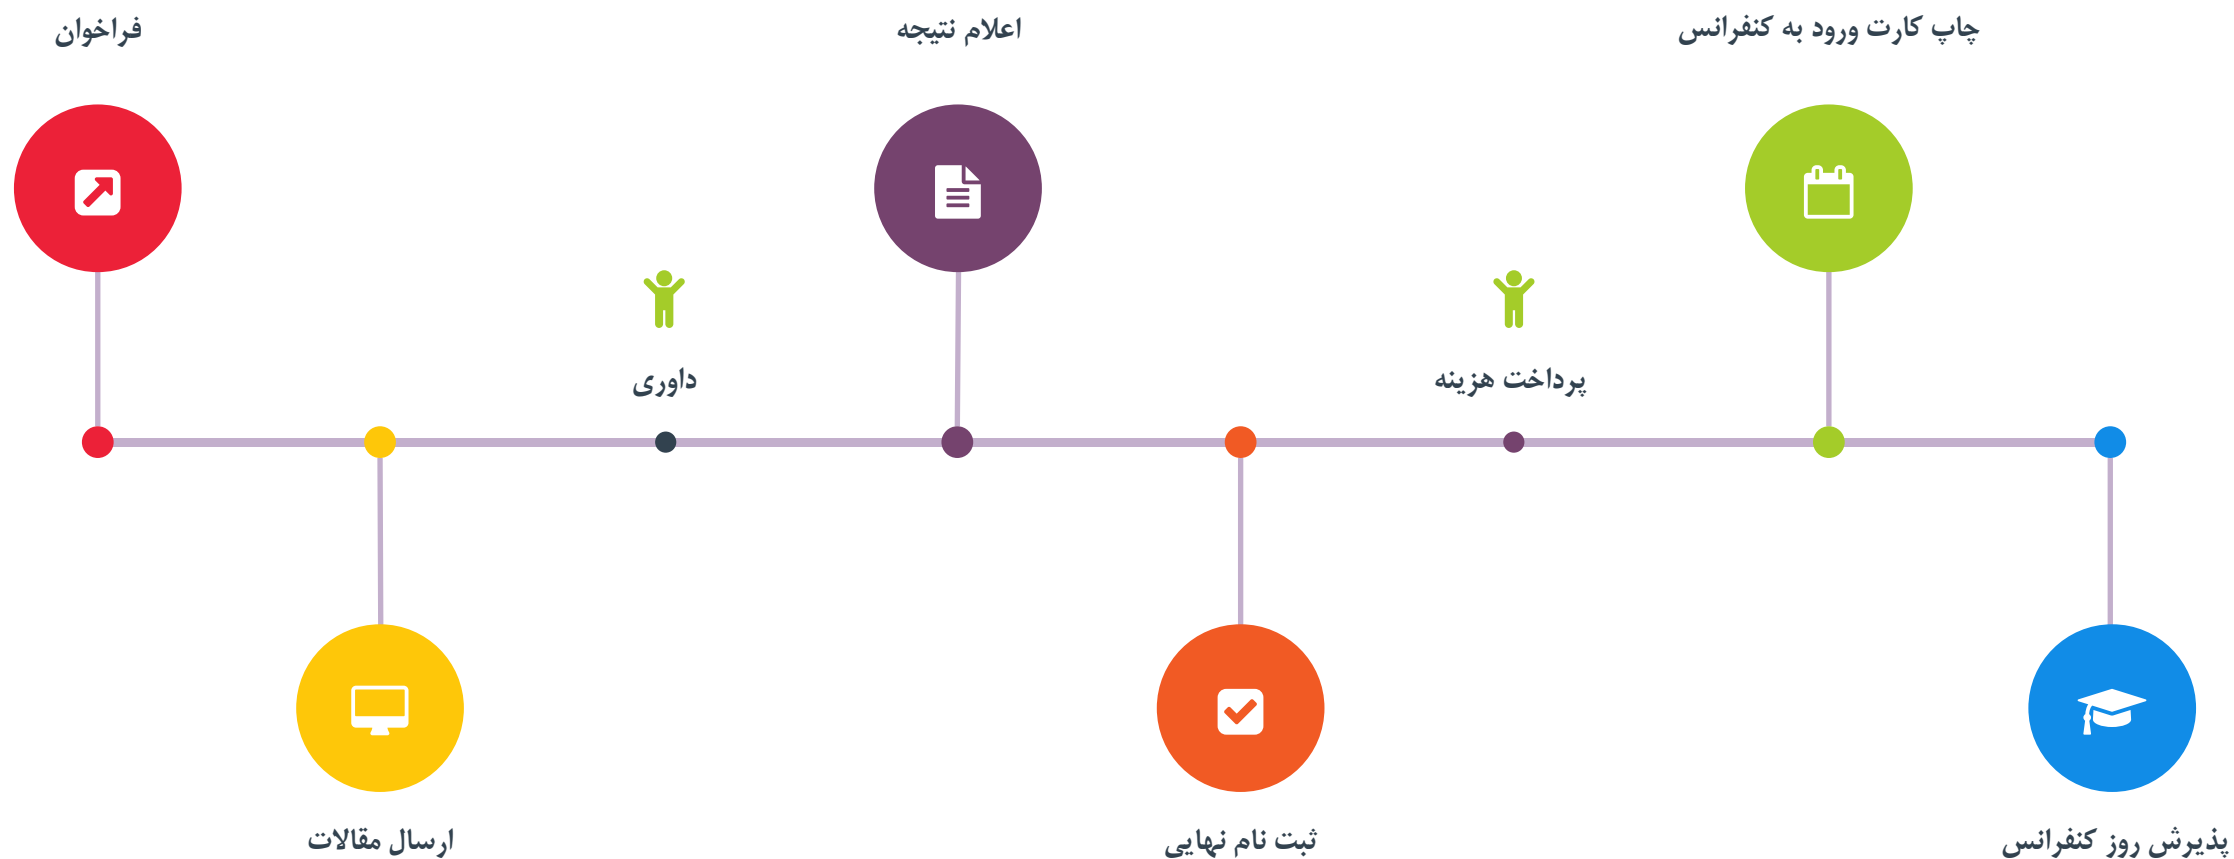 فراخوان
ارسال مقالات
داوری
اعلام نتیجه
ثبت نام نهایی
پرداخت هزینه
چاپ کارت ورود به کنفرانس
پذیرش روز کنفرانس